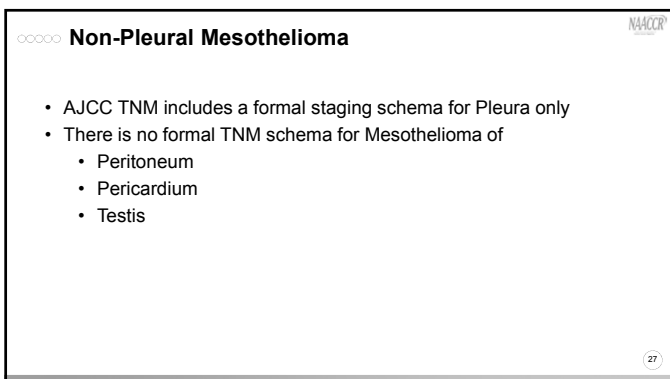 Non-Pleural Mesothelioma
NAACCR
• AJCC TNM includes a formal staging schema for Pleura only
• There is no formal TNM schema for Mesothelioma of
• Peritoneum
• Pericardium
• Testis
27